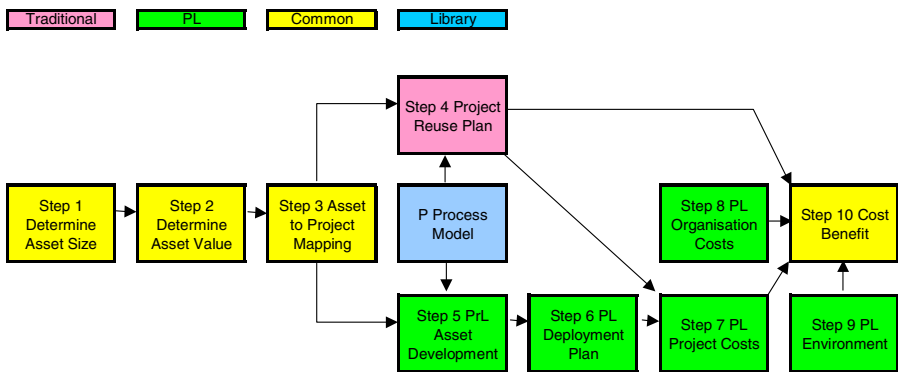 Traditional
PL
Common
Library
Step 4 Project
Reuse Plan
Step 1
Determine
Asset Size
Step 2
Determine
Asset Value
Step 3 Asset
to Project
Mapping
P Process
Model
Step 8 PL
Organisation
Costs
Step 10 Cost
Benefit
Step 5 PrL
Asset
Development
Step 6 PL
Deployment
Plan
Step 7 PL
Project Costs
Step 9 PL
Environment